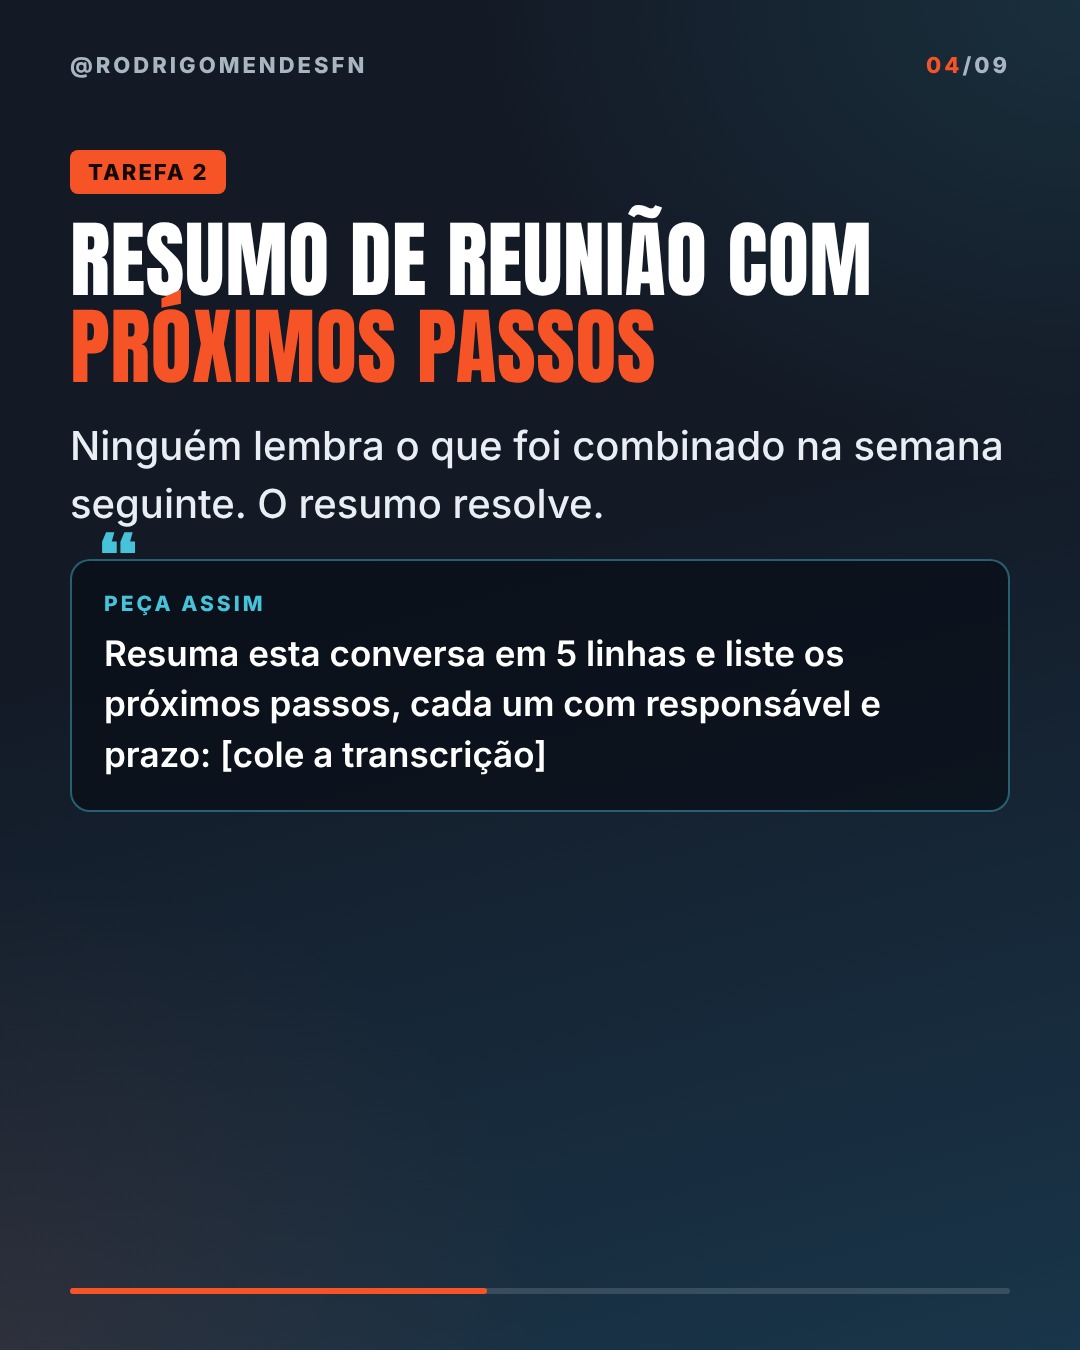 @RODRIGOMENDESFN
04/09
TAREFA 2
RESUMO DE REUNIÃO COM
PRÓXIMOS PASSOS
Ninguém lembra o que foi combinado na semana
seguinte. O resumo resolve.
❝
PEÇA ASSIM
Resuma esta conversa em 5 linhas e liste os
próximos passos, cada um com responsável e
prazo: [cole a transcrição]